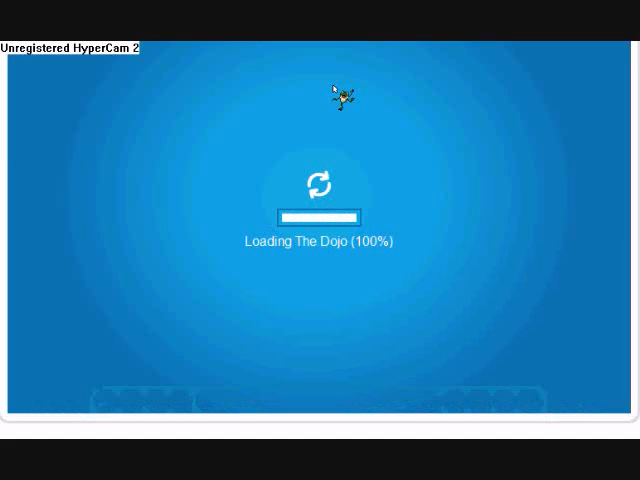 Unregistered HyperCam 2
Loading The Dojo (100%)